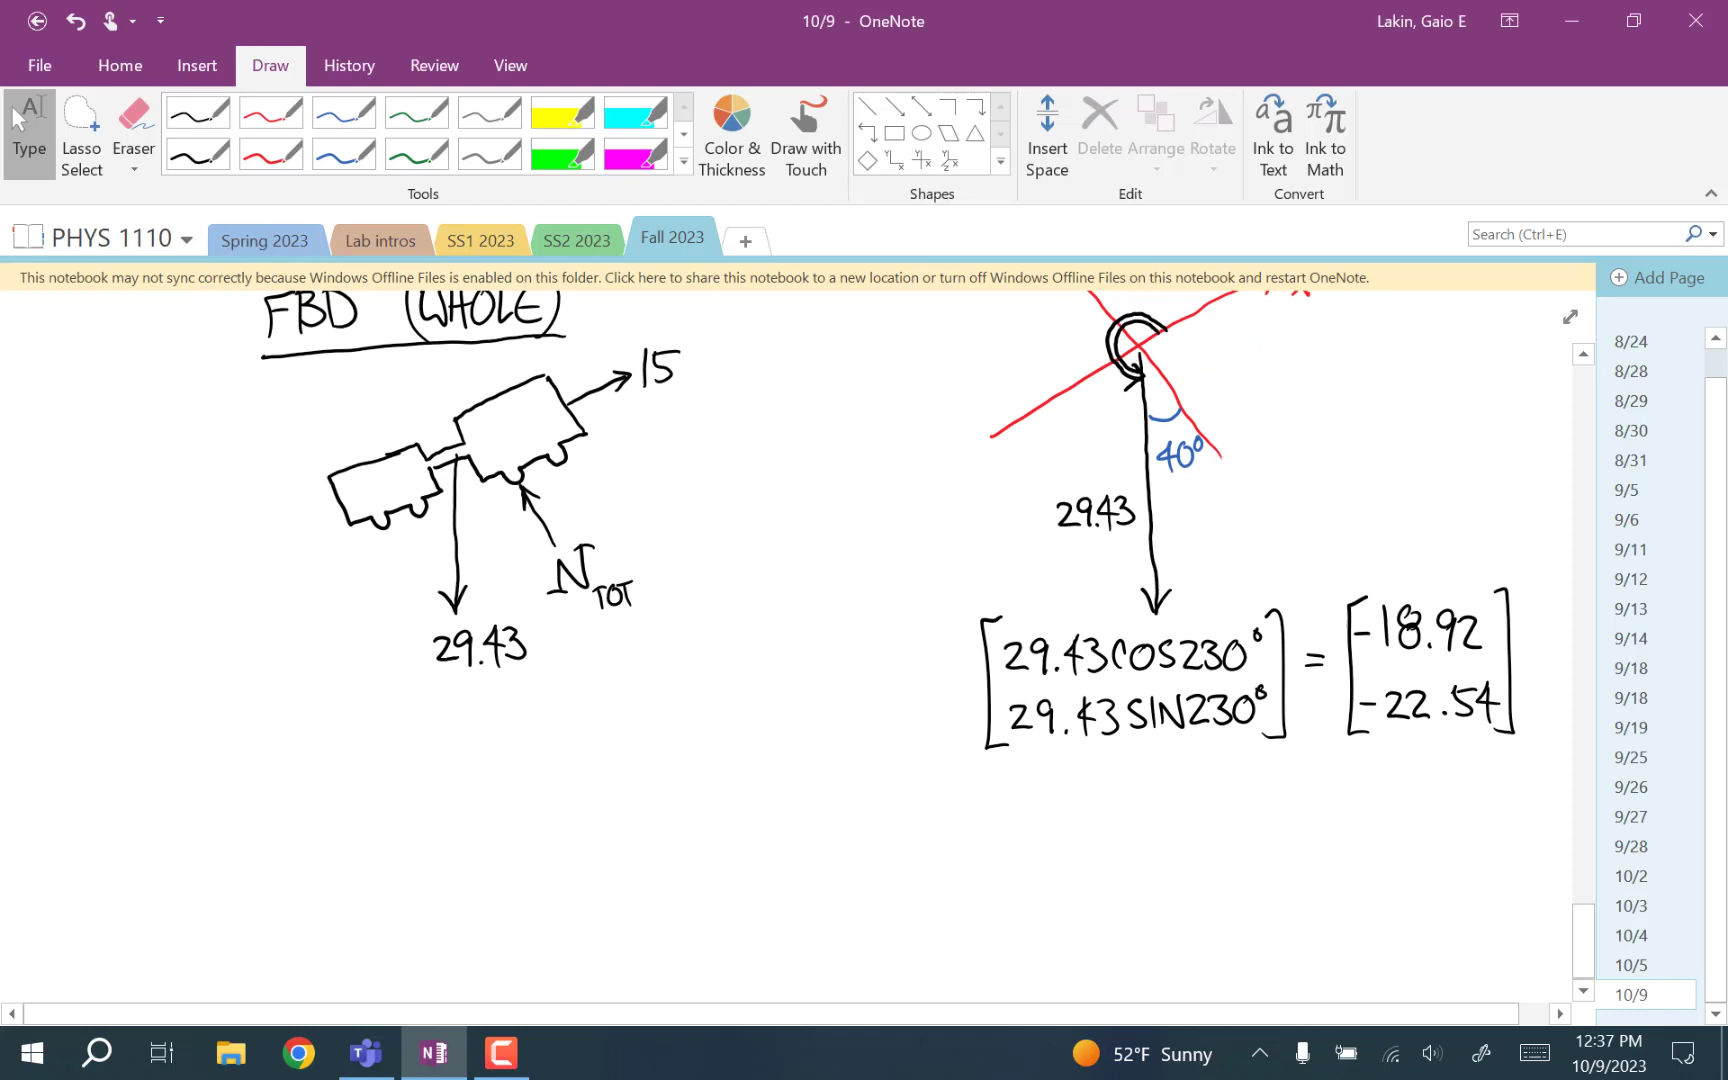 10/9 - OneNote
Lakin, Gaio E
File Home Insert Draw History Review View
Type
Lasso Select
Eraser
Color & Thickness
Draw with Touch
Insert Space
Delete
Arrange
Rotate
Ink to Text
Ink to Math
Tools
Shapes
Edit
Convert
PHYS 1110
Spring 2023
Lab intros
SS1 2023
SS2 2023
Fall 2023
Search (Ctrl+E)
This notebook may not sync correctly because Windows Offline Files is enabled on this folder. Click here to share this notebook to a new location or turn off Windows Offline Files on this notebook and restart OneNote.
Add Page
FBD (WHOLE)
15
N TOT
29.43
40°
29.43
[29.43COS230° = [-18.92
29.43SIN230°] -22.54]
8/24
8/28
8/29
8/30
8/31
9/5
9/6
9/11
9/12
9/13
9/14
9/18
9/18
9/19
9/25
9/26
9/27
9/28
10/2
10/3
10/4
10/5
10/9
52°F Sunny
12:37 PM
10/9/2023